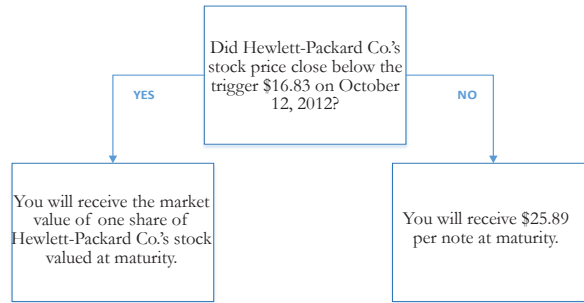 Did Hewlett-Packard Co.'s
stock price close below the
trigger $16.83 on October
12, 2012?
YES
NO
You will receive the market
value of one share of
Hewlett-Packard Co.'s stock
valued at maturity.
You will receive $25.89
per note at maturity.